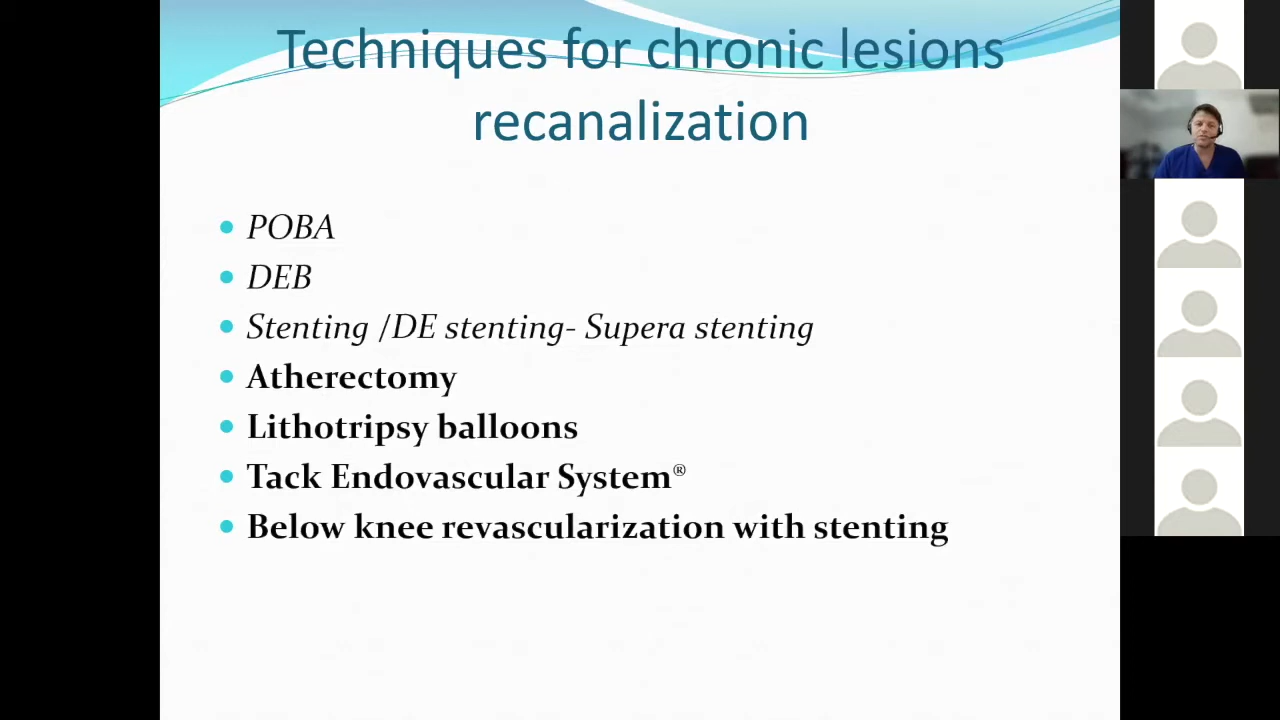 Techniques for chronic lesions
recanalization
POBA
DEB
Stenting /DE stenting- Supera stenting
Atherectomy
Lithotripsy balloons
Tack Endovascular System®
Below knee revascularization with stenting